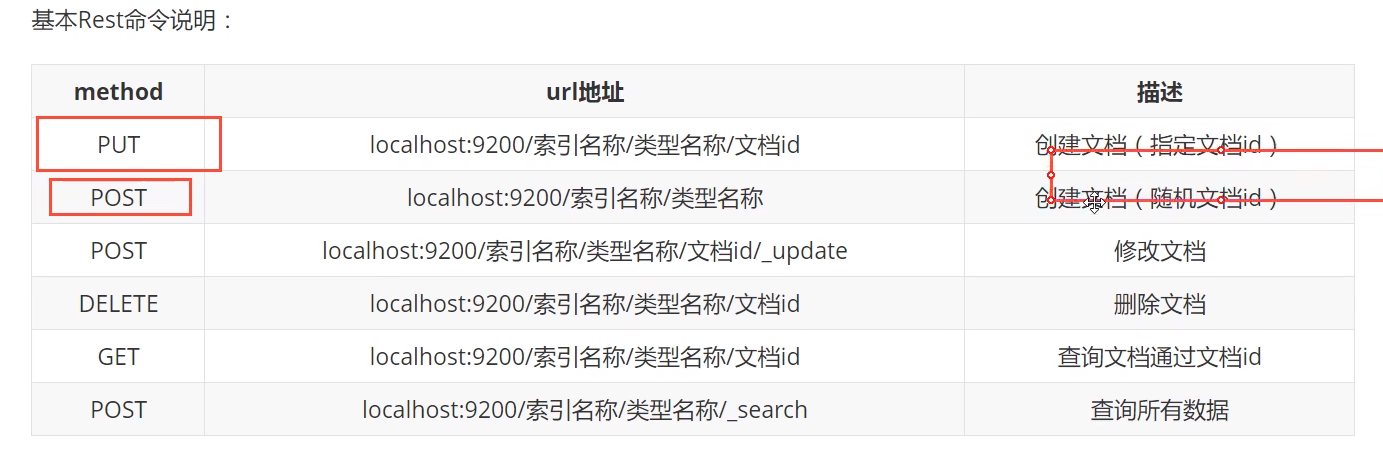 基本Rest命令说明：
method url地址 描述
PUT localhost:9200/索引名称/类型名称/文档id 创建文档（指定文档id）
POST localhost:9200/索引名称/类型名称 创建文档（随机文档id）
POST localhost:9200/索引名称/类型名称/文档id/_update 修改文档
DELETE localhost:9200/索引名称/类型名称/文档id 删除文档
GET localhost:9200/索引名称/类型名称/文档id 查询文档通过文档id
POST localhost:9200/索引名称/类型名称/_search 查询所有数据